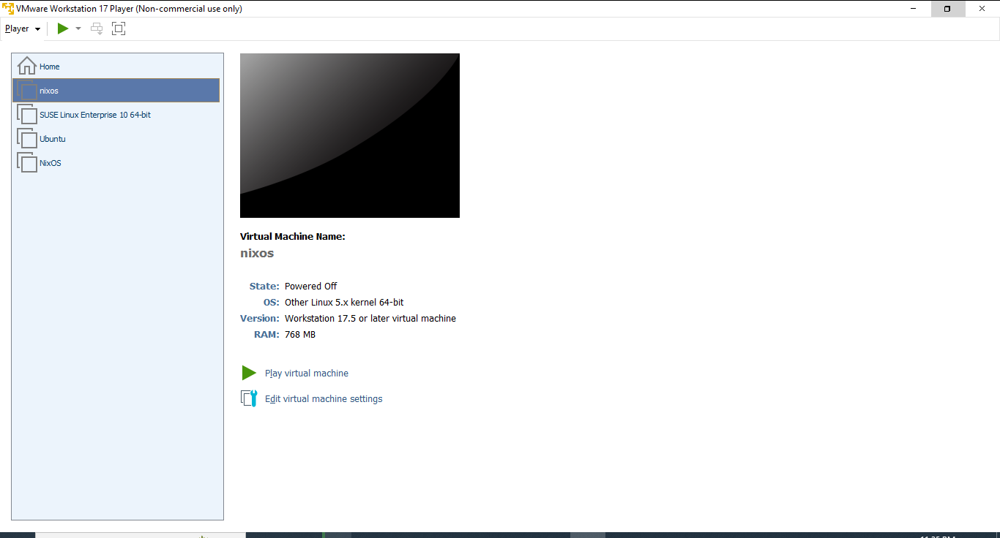 VMware Workstation 17 Player (Non-commercial use only)
Player
Home
nixos
SUSE Linux Enterprise 10 64-bit
Ubuntu
NixOS
Virtual Machine Name:
nixos
State: Powered Off
OS: Other Linux 5.x kernel 64-bit
Version: Workstation 17.5 or later virtual machine
RAM: 768 MB
Play virtual machine
Edit virtual machine settings